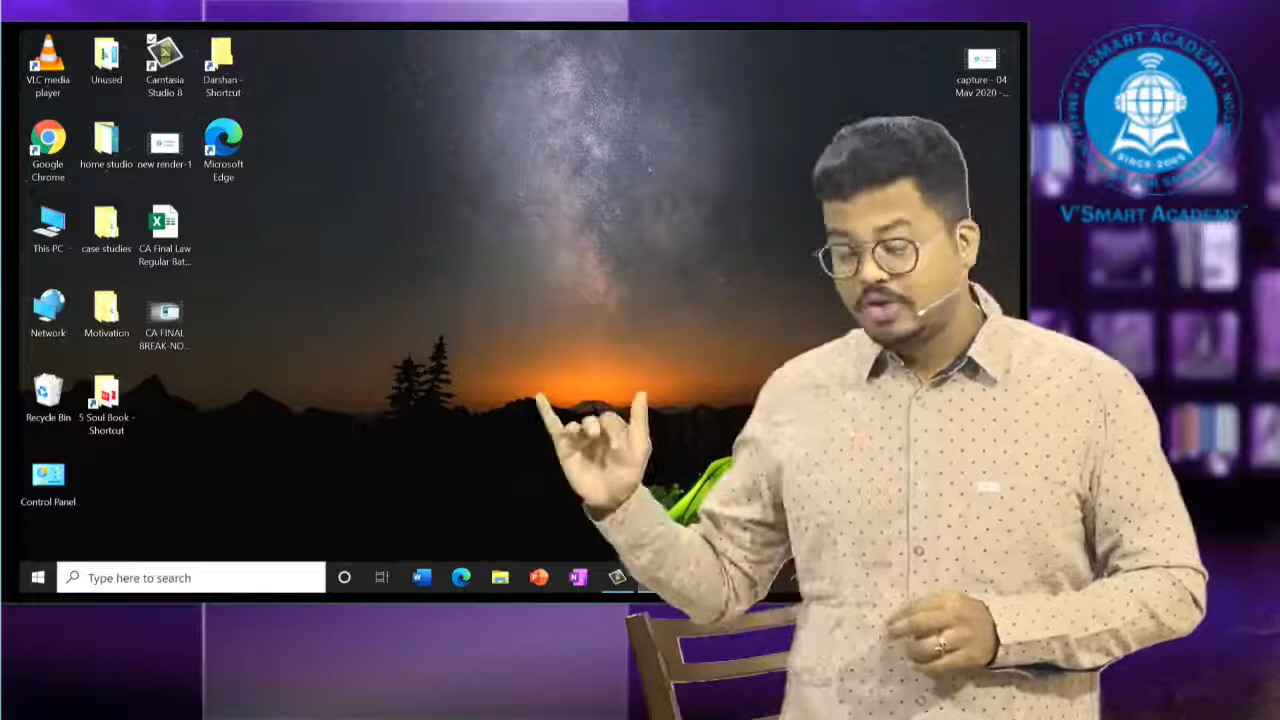 VLC media
player
Unused
Camtasia
Studio 8
Darshan -
Shortcut
capture - 04
May 2020 -...
Google
Chrome
home studio
new render-1
Microsoft
Edge
This PC
case studies
CA Final Law
Regular Bat...
Network
Motivation
CA FINAL
BREAK-NO...
Recycle Bin
5 Soul Book -
Shortcut
Control Panel
Type here to search
V'SMART ACADEMY
SINCE-2005
V'SMART ACADEMY